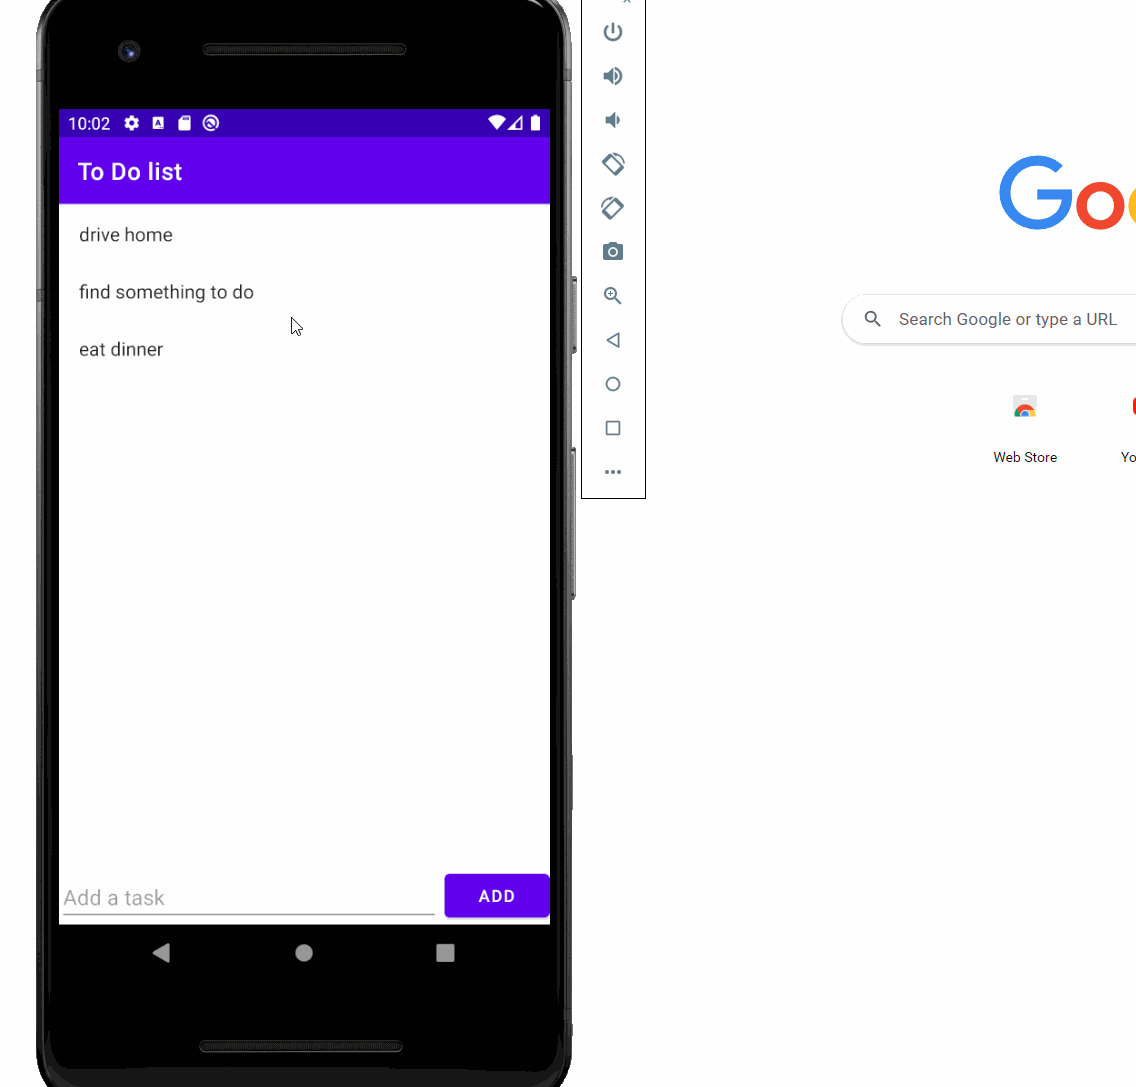 10:02
To Do list
drive home
find something to do
eat dinner
Add a task
ADD
Goo
Search Google or type a URL
Web Store
Yo